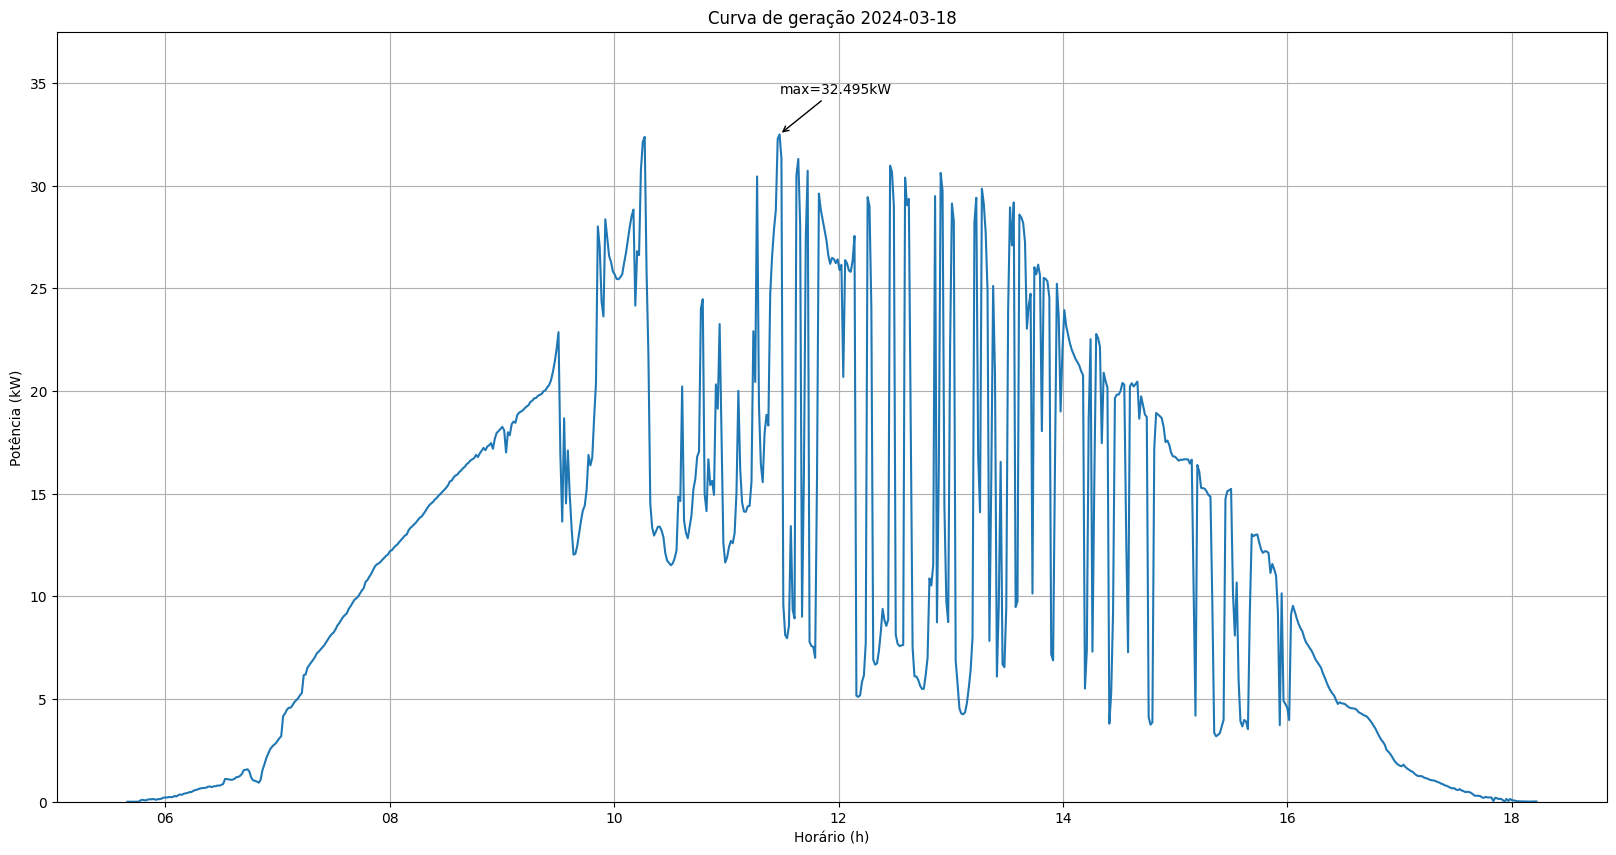 Curva de geração 2024-03-18
max=32.495kW
Potência (kW)
35
30
25
20
15
10
5
0
06 08 10 12 14 16 18
Horário (h)